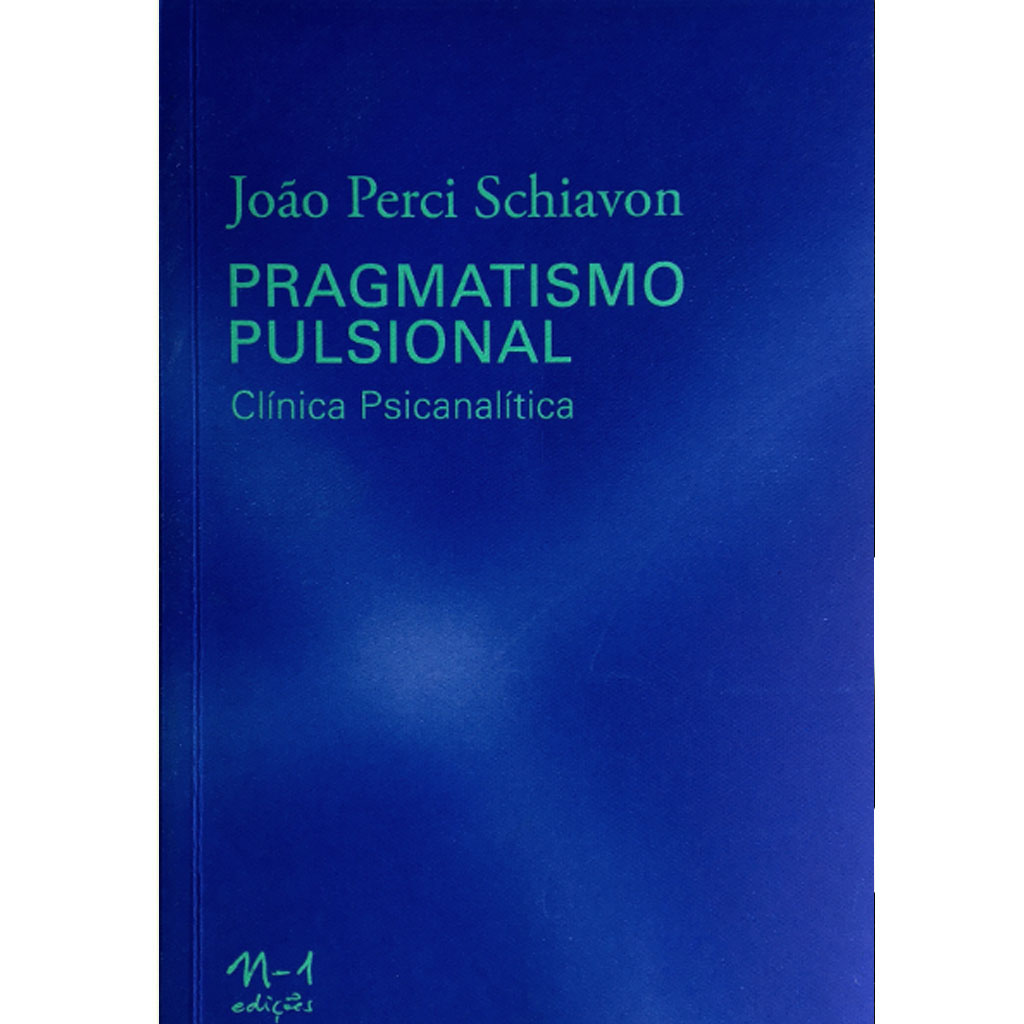 João Perci Schiavon
PRAGMATISMO
PULSIONAL
Clínica Psicanalítica
n-1
edições